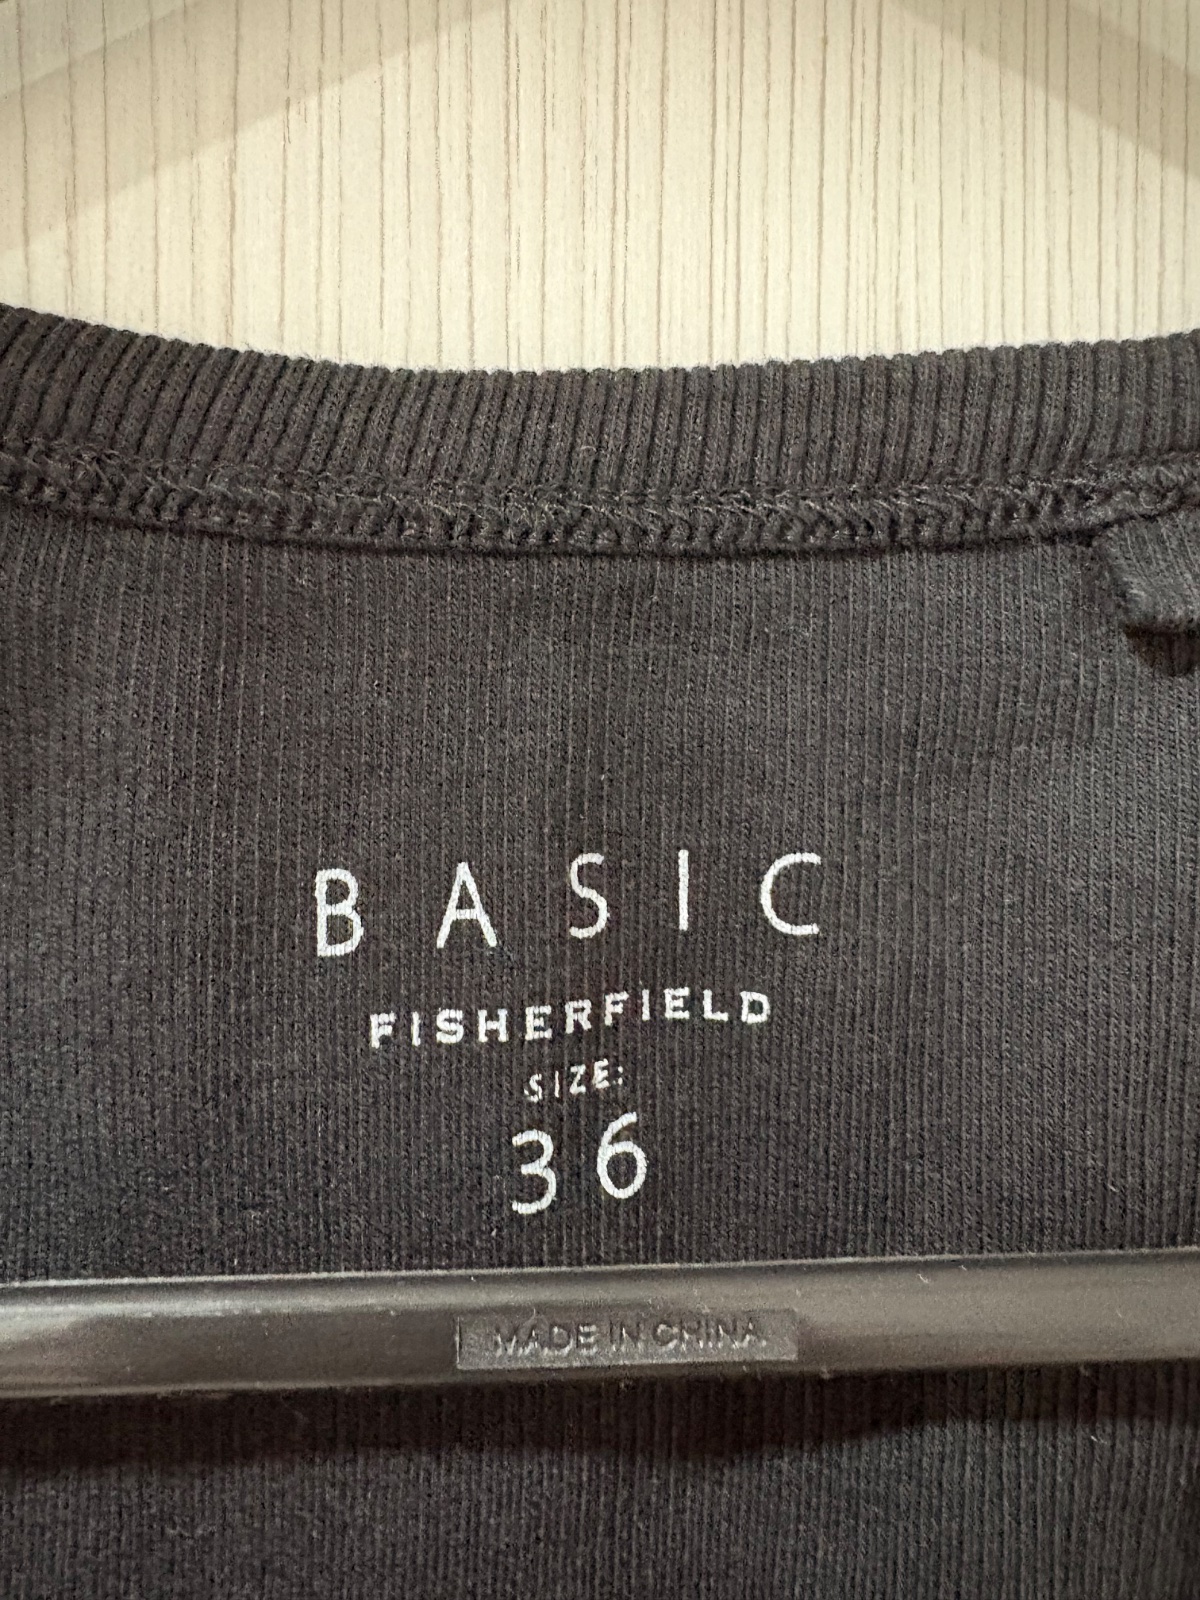 BASIC
FISHERFIELD
SIZE:
36
MADE IN CHINA